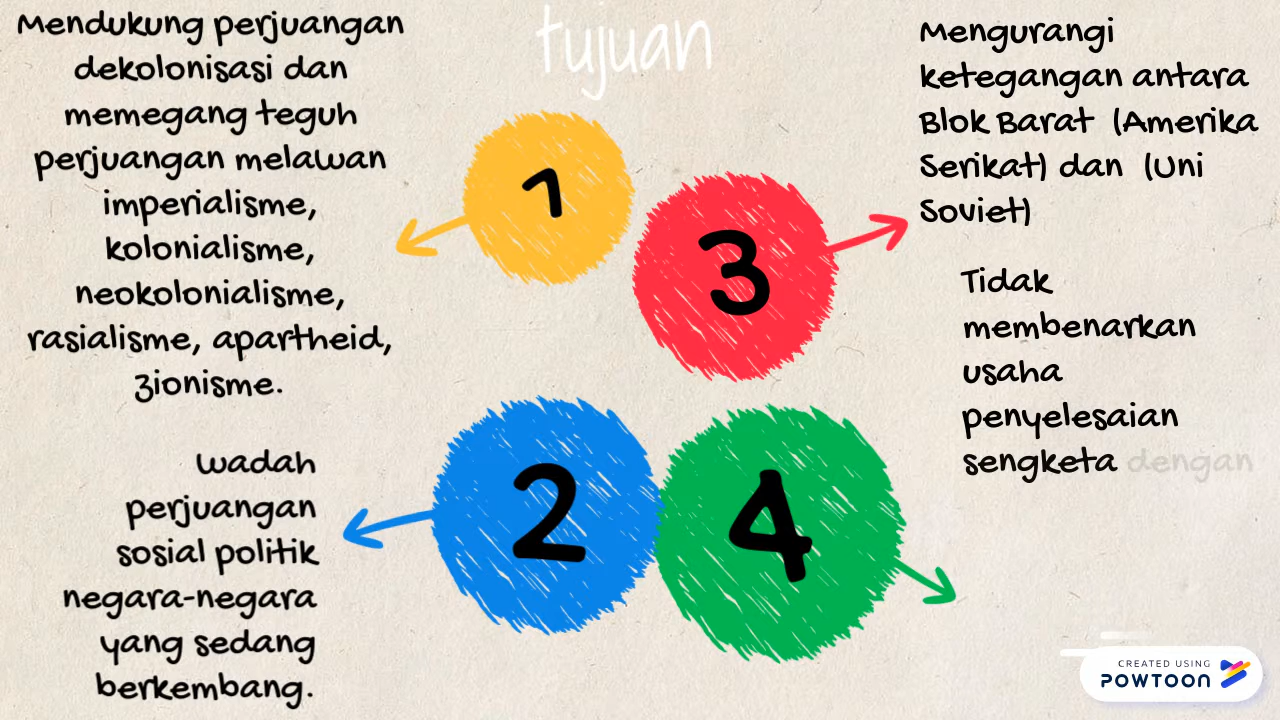 tujuan
1
Mendukung perjuangan
dekolonisasi dan
memegang teguh
perjuangan melawan
imperialisme,
kolonialisme,
neokolonialisme,
rasialisme, apartheid,
zionisme.
2
wadah
perjuangan
sosial politik
negara-negara
yang sedang
berkembang.
3
Mengurangi
ketegangan antara
Blok Barat (Amerika
Serikat) dan (Uni
Soviet)
4
Tidak
membenarkan
usaha
penyelesaian
sengketa dengan
CREATED USING
POWTOON